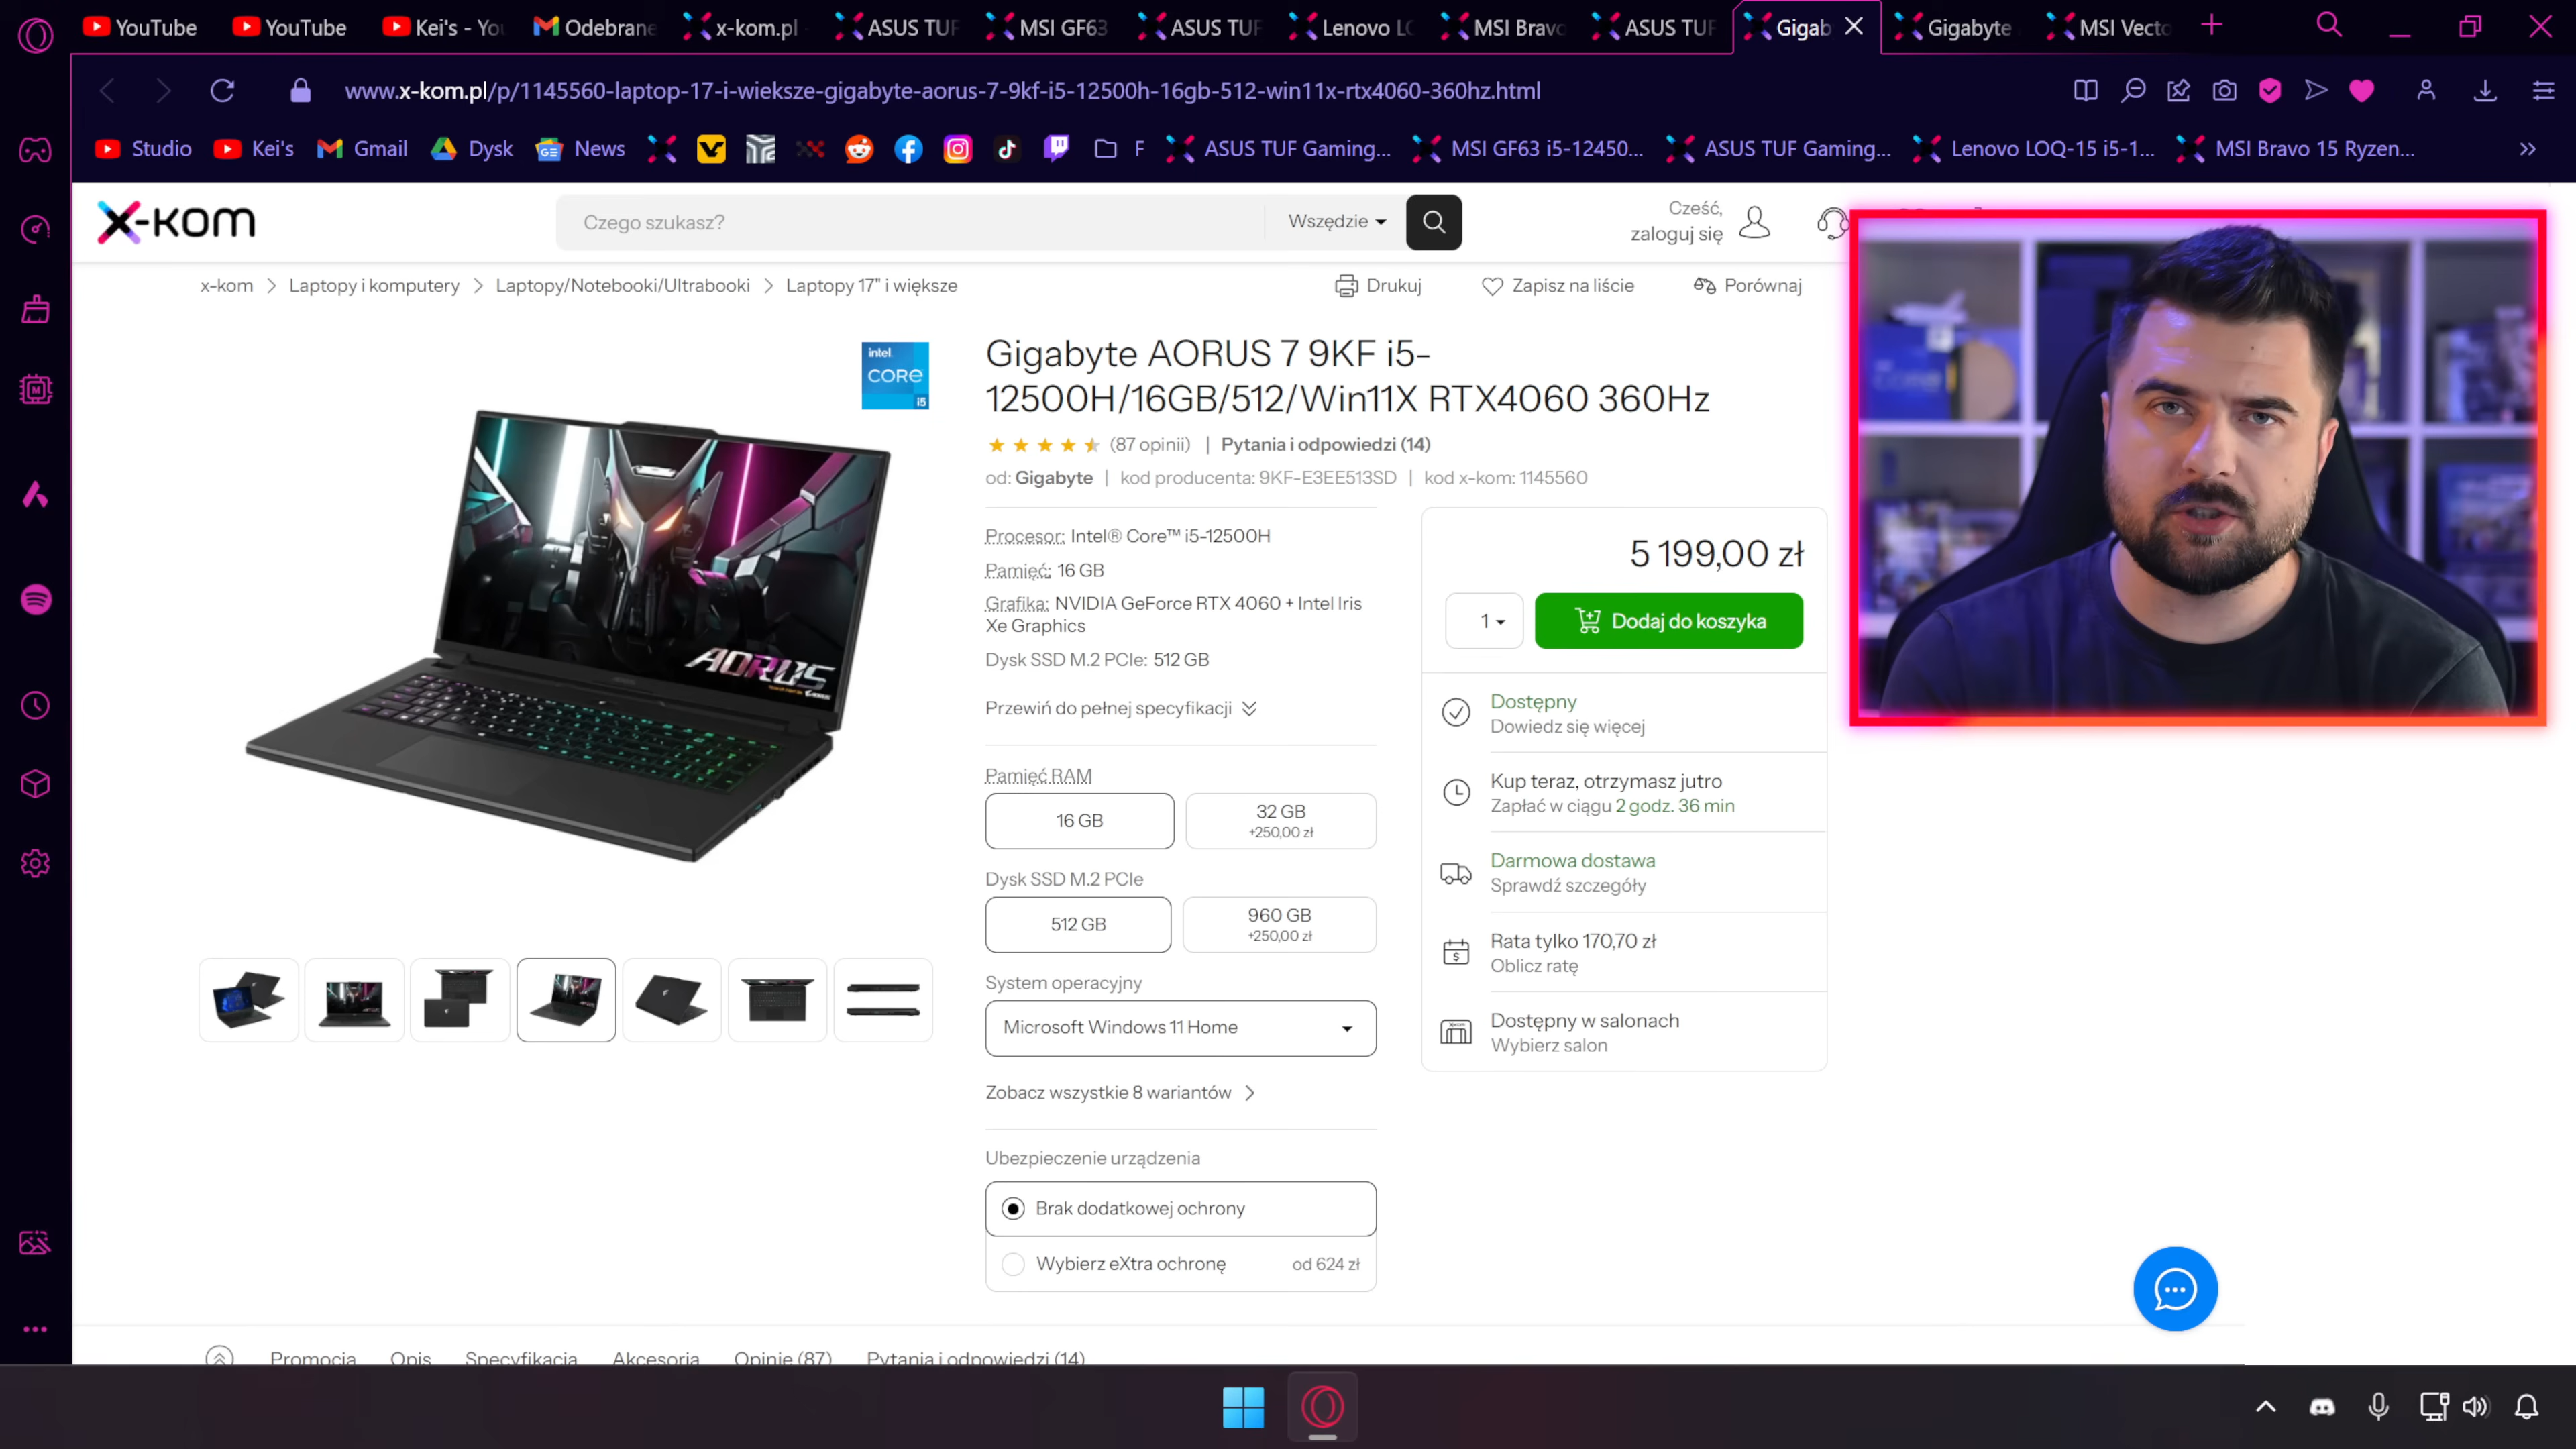 YouTube YouTube Kei's - Yo Odebrane x-kom.pl ASUS TUF MSI GF63 ASUS TUF Lenovo LO MSI Bravo ASUS TUF Gigab Gigabyte MSI Vecto
www.x-kom.pl/p/1145560-laptop-17-i-wieksze-gigabyte-aorus-7-9kf-i5-12500h-16gb-512-win11x-rtx4060-360hz.html
Studio Kei's Gmail Dysk News F ASUS TUF Gaming... MSI GF63 i5-12450... ASUS TUF Gaming... Lenovo LOQ-15 i5-1... MSI Bravo 15 Ryzen...
x-kom
Czego szukasz?
Wszędzie
Cześć,
zaloguj się
x-kom > Laptopy i komputery > Laptopy/Notebooki/Ultrabooki > Laptopy 17" i większe
Drukuj
Zapisz na liście
Porównaj
intel
CORE
i5
AORUS
Gigabyte AORUS 7 9KF i5-
12500H/16GB/512/Win11X RTX4060 360Hz
(87 opinii) | Pytania i odpowiedzi (14)
od: Gigabyte | kod producenta: 9KF-E3EE513SD | kod x-kom: 1145560
Procesor: Intel® Core™ i5-12500H
Pamięć: 16 GB
Grafika: NVIDIA GeForce RTX 4060 + Intel Iris
Xe Graphics
Dysk SSD M.2 PCIe: 512 GB
Przewiń do pełnej specyfikacji
Pamięć RAM
16 GB
32 GB
+250,00 zł
Dysk SSD M.2 PCIe
512 GB
960 GB
+250,00 zł
System operacyjny
Microsoft Windows 11 Home
Zobacz wszystkie 8 wariantów
Ubezpieczenie urządzenia
Brak dodatkowej ochrony
Wybierz eXtra ochronę od 624 zł
5 199,00 zł
1
Dodaj do koszyka
Dostępny
Dowiedz się więcej
Kup teraz, otrzymasz jutro
Zapłać w ciągu 2 godz. 36 min
Darmowa dostawa
Sprawdź szczegóły
Rata tylko 170,70 zł
Oblicz ratę
Dostępny w salonach
Wybierz salon
Promocja Opis Specyfikacja Akcesoria Opinie (87) Pytania i odpowiedzi (14)